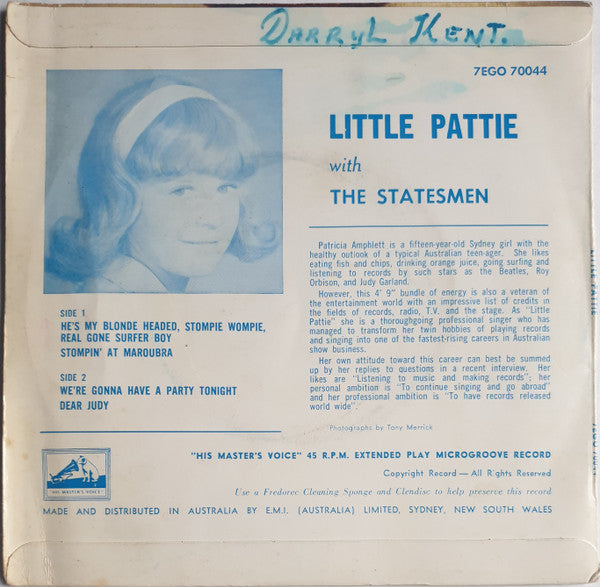 Darryl Kent.
7EGO 70044
LITTLE PATTIE
with
THE STATESMEN
Patricia Amphlett is a fifteen-year-old Sydney girl with the
healthy outlook of a typical Australian teen-ager. She likes
eating fish and chips, drinking orange juice, going surfing and
listening to records by such stars as the Beatles, Roy
Orbison, and Judy Garland.
However, this 4' 9" bundle of energy is also a veteran of
the entertainment world with an impressive list of credits in
the fields of records, radio, T.V. and the stage. As "Little
Pattie" she is a thoroughgoing professional singer who has
managed to transform her twin hobbies of playing records
and singing into one of the fastest-rising careers in Australian
show business.
Her own attitude toward this career can best be summed
up by her replies to questions in a recent interview. Her
likes are "Listening to music and making records"; her
personal ambition is "To continue singing and go abroad"
and her professional ambition is "To have records released
world wide".
Photographs by Tony Merrick
SIDE 1
HE'S MY BLONDE HEADED, STOMPIE WOMPIE,
REAL GONE SURFER BOY
STOMPIN' AT MAROUBRA
SIDE 2
WE'RE GONNA HAVE A PARTY TONIGHT
DEAR JUDY
"HIS MASTER'S VOICE" 45 R.P.M. EXTENDED PLAY MICROGROOVE RECORD
Copyright Record — All Rights Reserved
Use a Fredorec Cleaning Sponge and Clendisc to help preserve this record
"HIS MASTER'S VOICE"
MADE AND DISTRIBUTED IN AUSTRALIA BY E.M.I. (AUSTRALIA) LIMITED, SYDNEY, NEW SOUTH WALES
LITTLE PATTIE